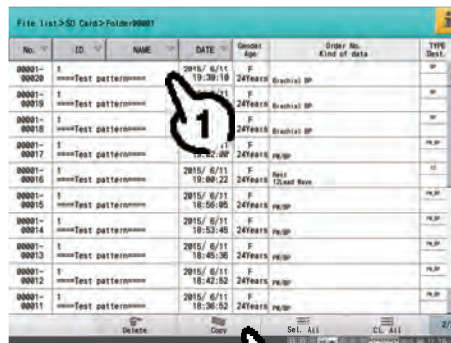 File list>SD Card>Folder00001
No. ID NAME DATE Gender Age Order No. Kind of data TYPE Dest.
00001- 1 2015/ 6/11 F
00020 ====Test pattern==== 19:39:10 24Years Brachial BP
00001- 1 F
00019 ====Test pattern==== 24Years Brachial BP
00001- 1 F
00018 ====Test pattern==== 24Years Brachial BP
00001- 1 F
00017 ====Test pattern==== 24Years PW/BP
00001- 1 2015/ 6/11 F Rest
00016 ====Test pattern==== 19:00:22 24Years 12Lead Wave
00001- 1 2015/ 6/11 F
00015 ====Test pattern==== 18:56:05 24Years PW/BP
00001- 1 2015/ 6/11 F
00014 ====Test pattern==== 18:53:45 24Years PW/BP
00001- 1 2015/ 6/11 F
00013 ====Test pattern==== 18:45:36 24Years PW/BP
00001- 1 2015/ 6/11 F
00012 ====Test pattern==== 18:42:52 24Years PW/BP
00001- 1 2015/ 6/11 F
00011 ====Test pattern==== 18:36:52 24Years PW/BP
1
Delete Copy Sel. All CL. All 2/